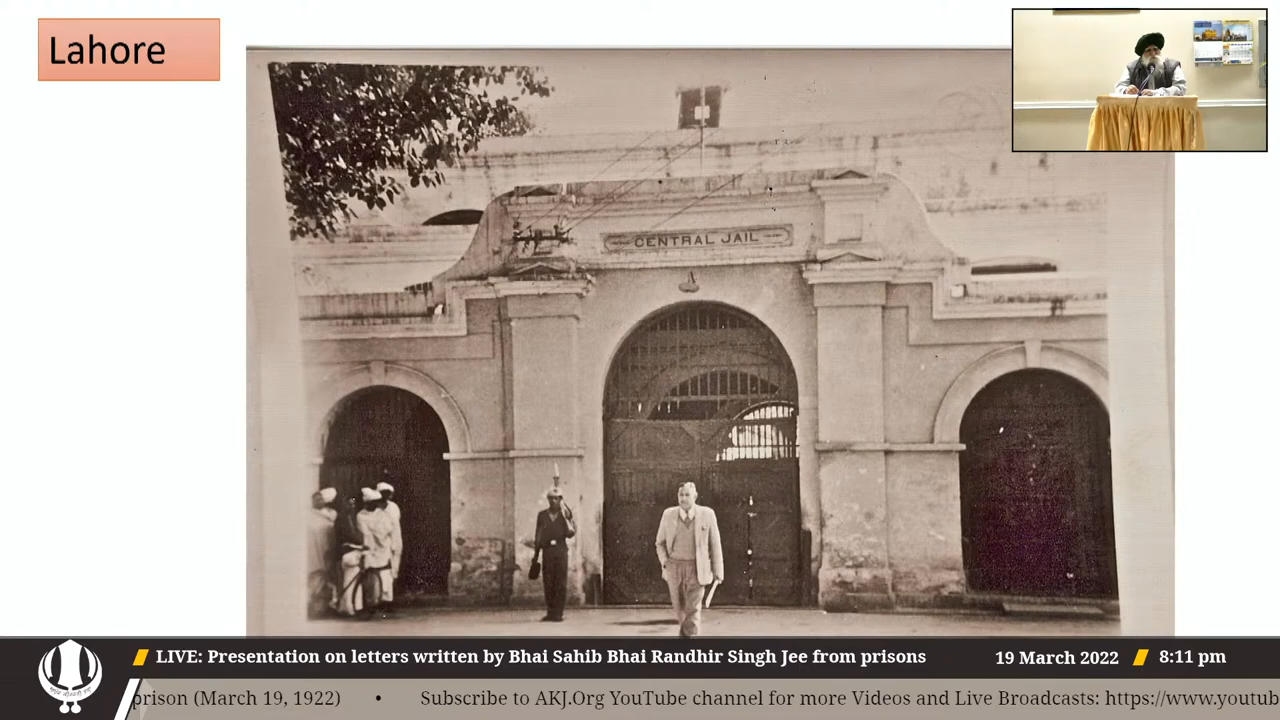 Lahore
CENTRAL JAIL
LIVE: Presentation on letters written by Bhai Sahib Bhai Randhir Singh Jee from prisons
19 March 2022
8:11 pm
prison (March 19, 1922) • Subscribe to AKJ.Org YouTube channel for more Videos and Live Broadcasts: https://www.youtub